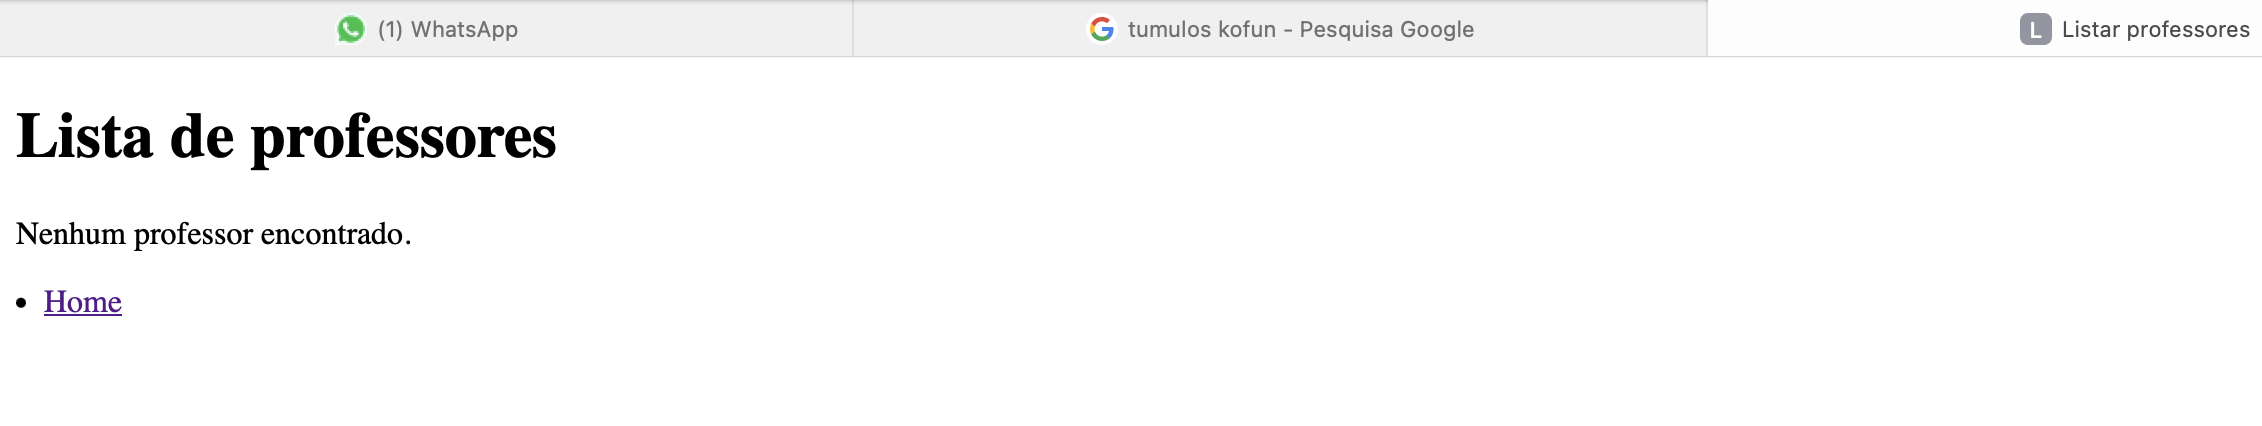 (1) WhatsApp
tumulos kofun - Pesquisa Google
L Listar professores
Lista de professores
Nenhum professor encontrado.
Home